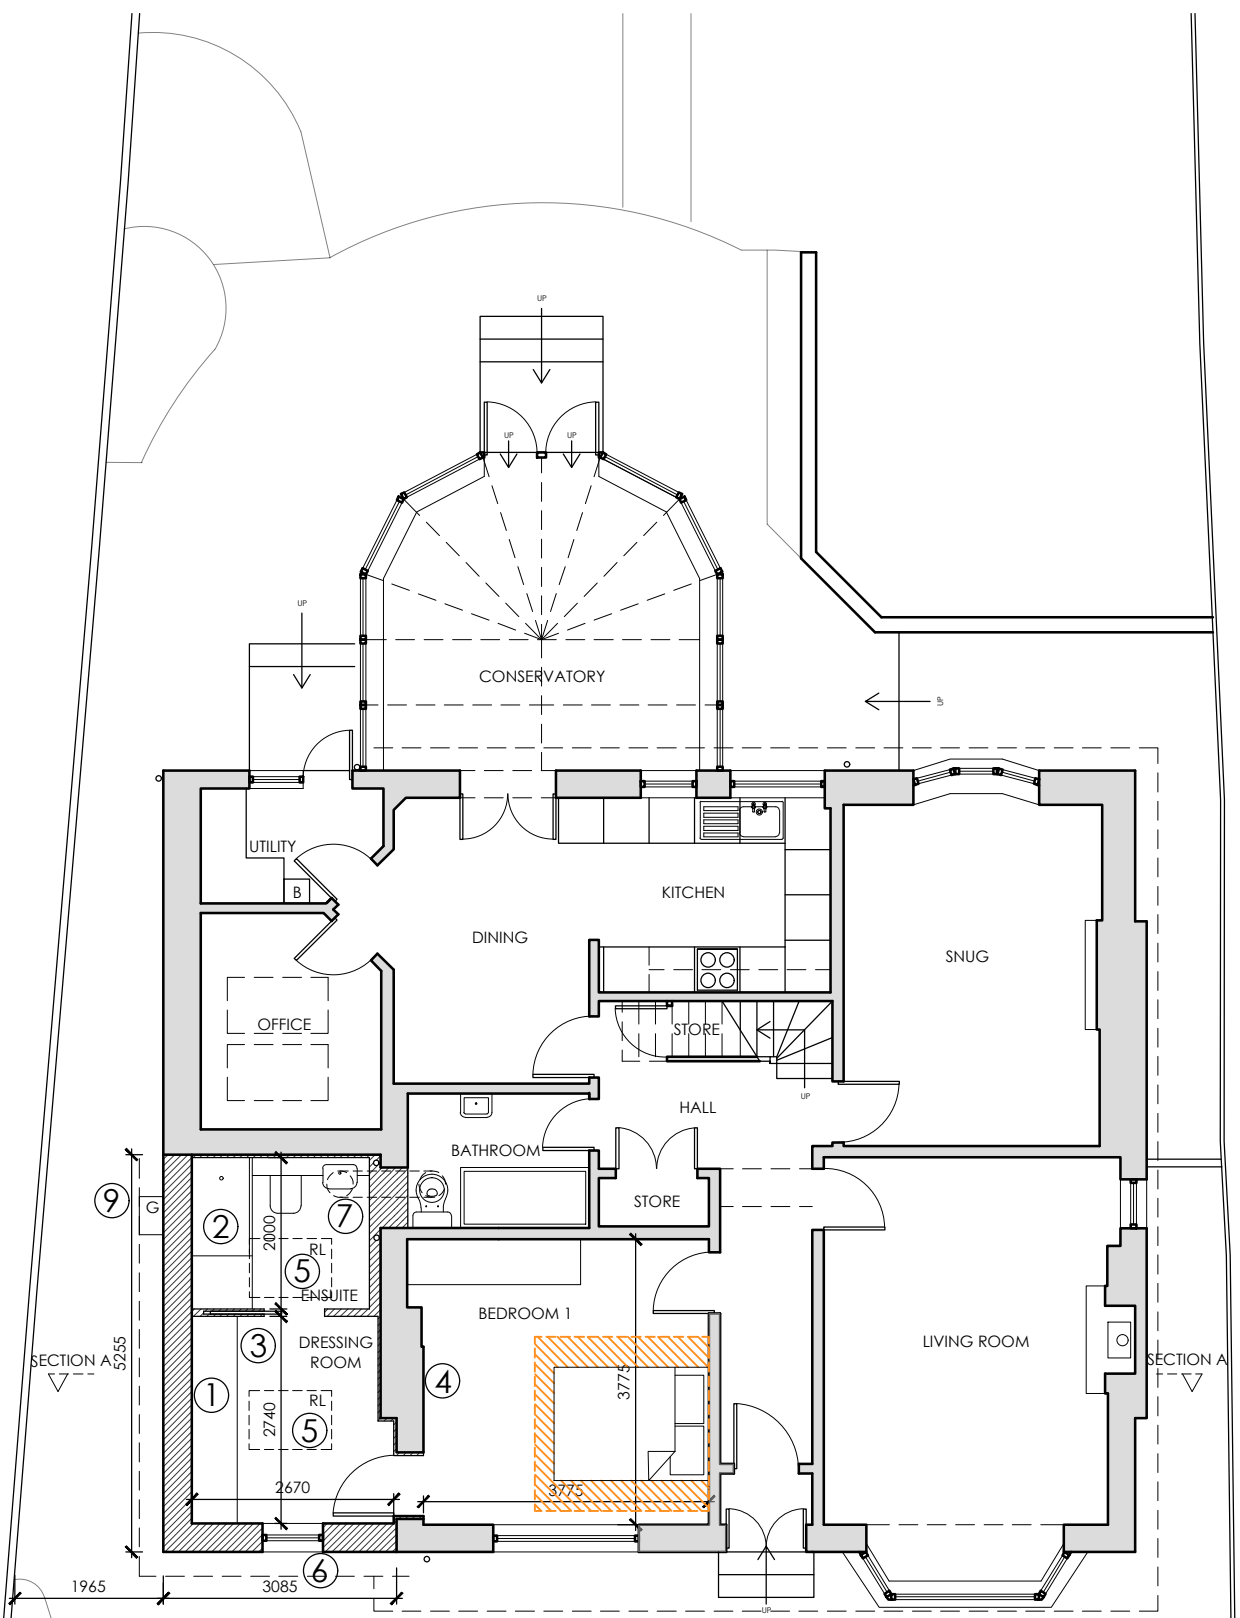 UP
UP
UP
UP
CONSERVATORY
UP
UTILITY
B
KITCHEN
DINING
SNUG
OFFICE
STORE
UP
HALL
BATHROOM
9
G
2
2000
7
STORE
RL
5
ENSUITE
BEDROOM 1
3
DRESSING
ROOM
LIVING ROOM
SECTION A
5255
SECTION A
1
RL
4
3775
2740
5
2670
3775
6
1965
3085
UP